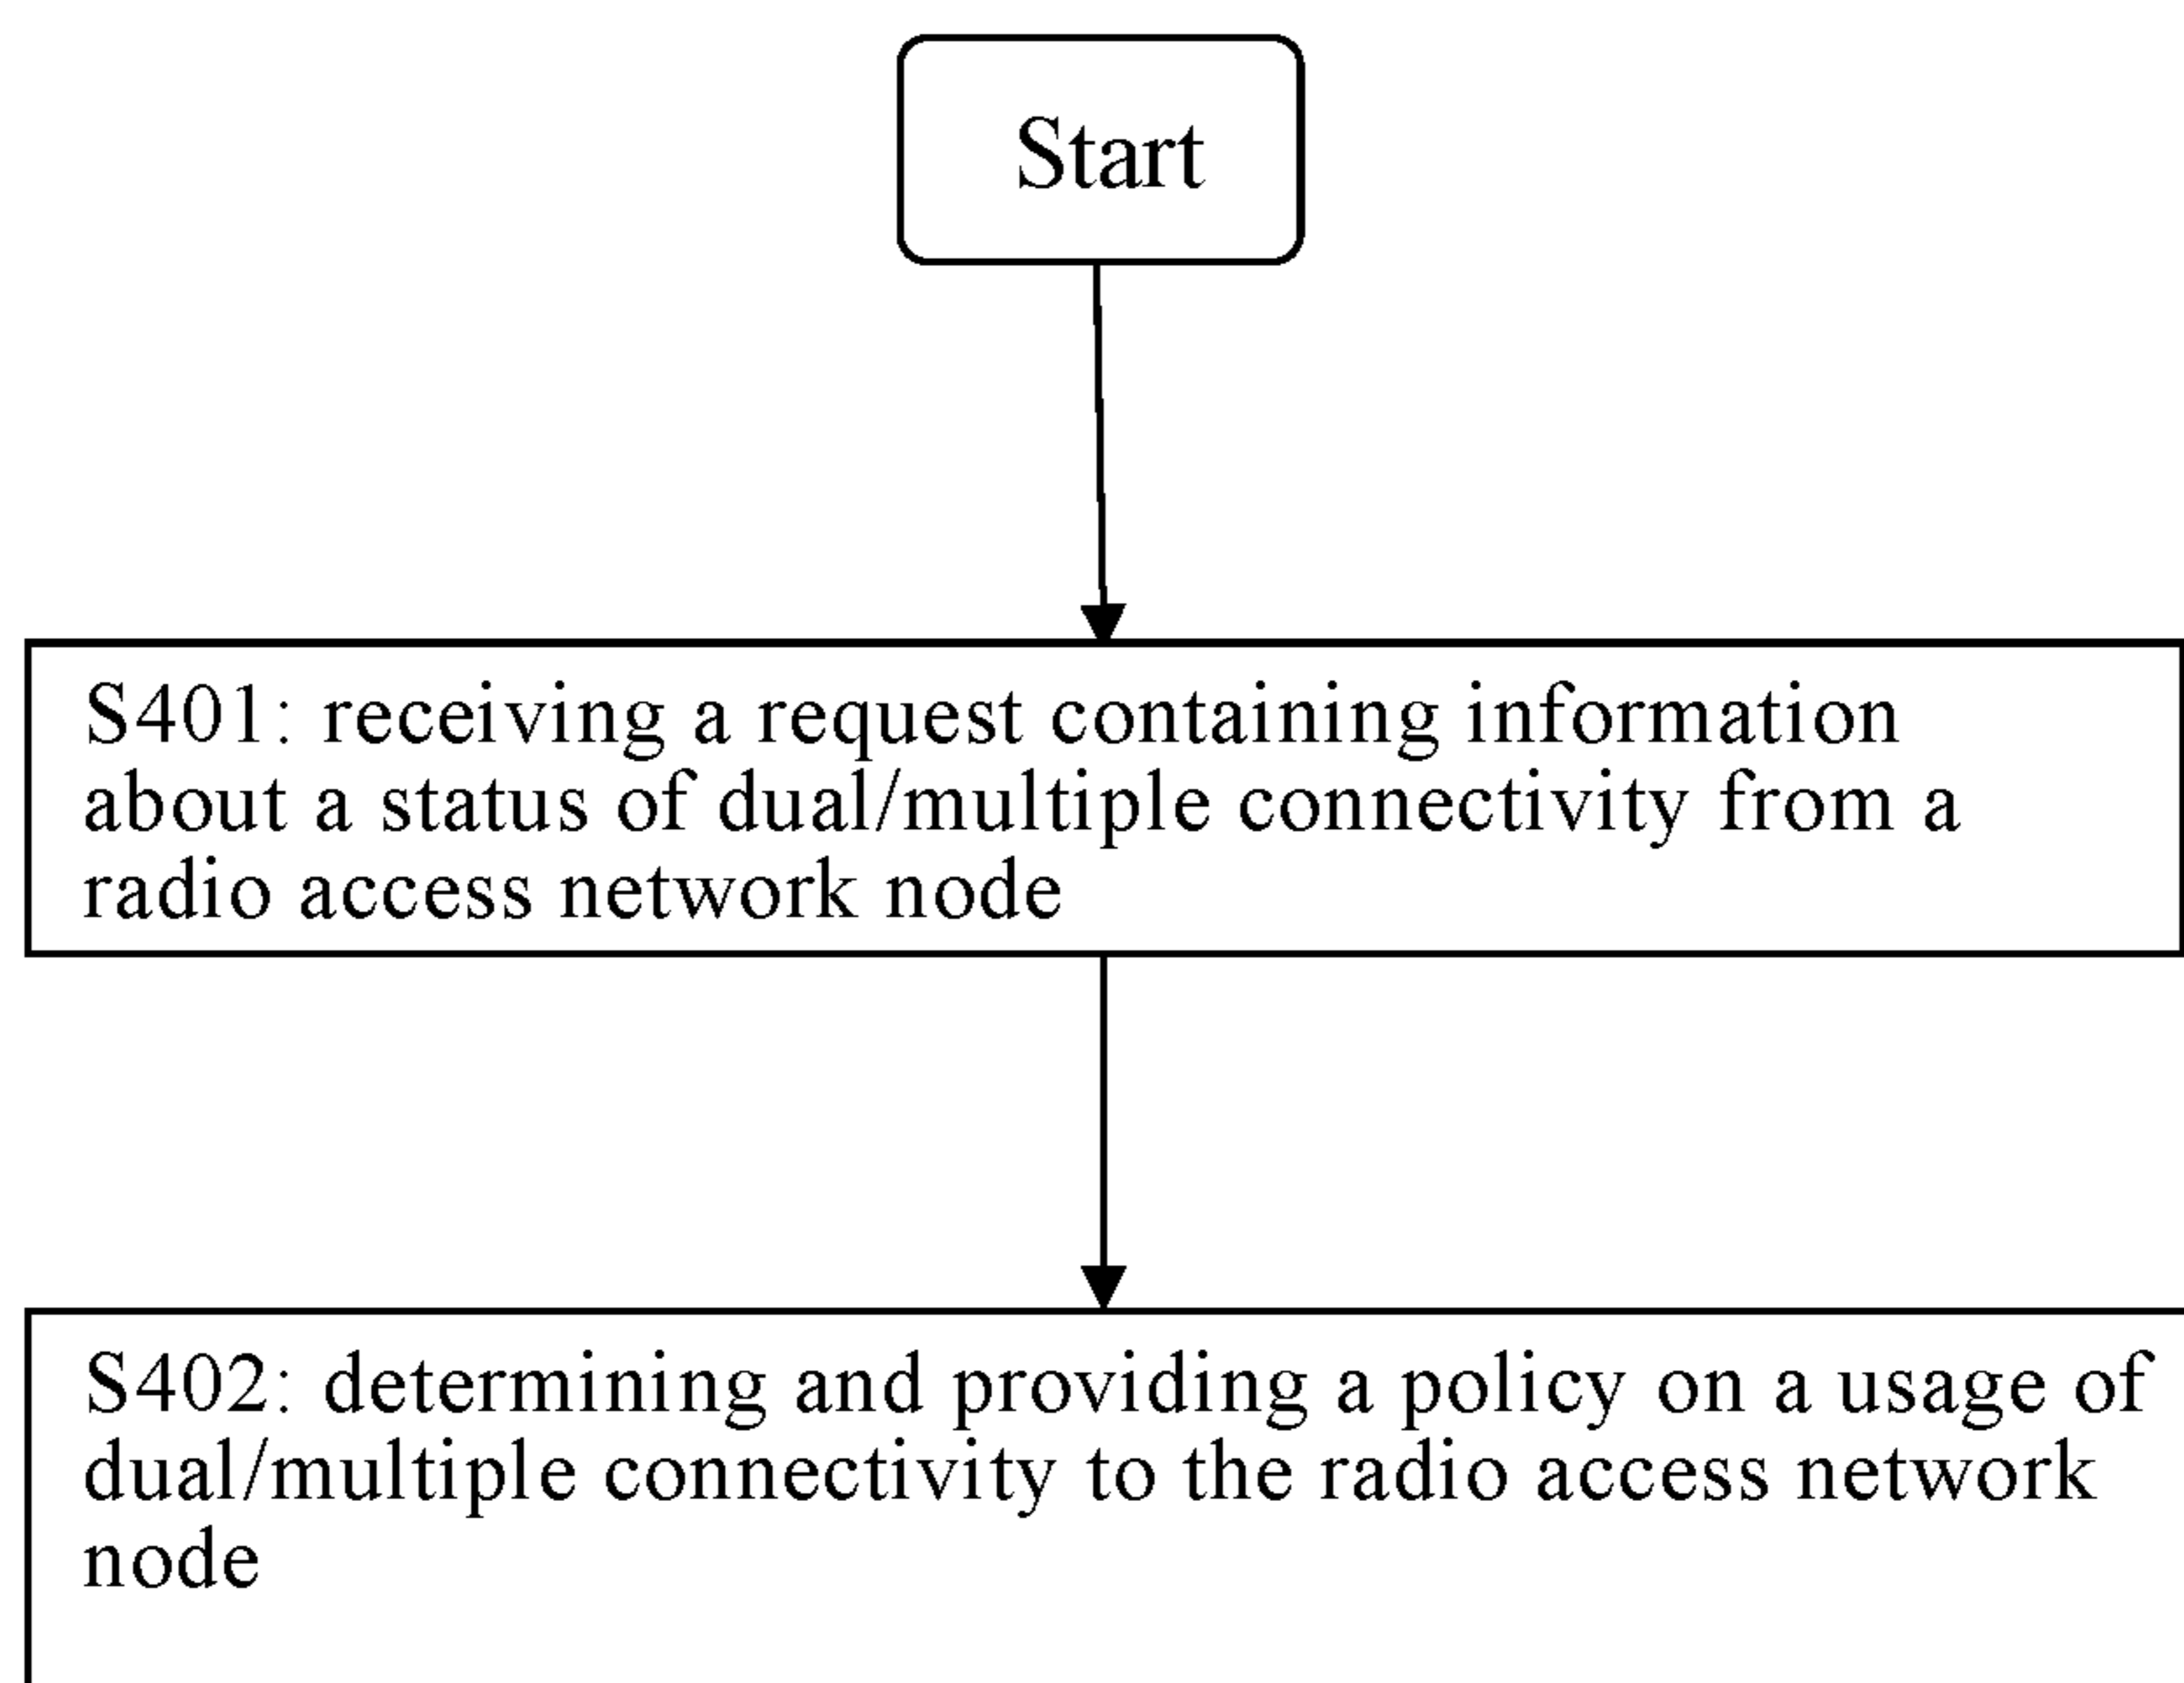 Start
S401: receiving a request containing information
about a status of dual/multiple connectivity from a
radio access network node
S402: determining and providing a policy on a usage of
dual/multiple connectivity to the radio access network
node